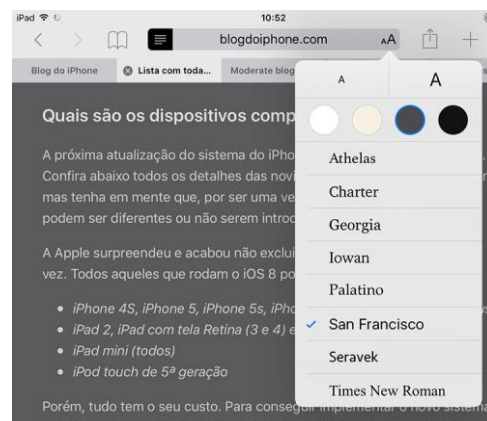 iPad 10:52
blogdoiphone.com AA
Blog do iPhone Lista com toda... Moderate blog
A A
Quais são os dispositivos comp
A próxima atualização do sistema do iPho
Confira abaixo todos os detalhes das novi
mas tenha em mente que, por ser uma ve
podem ser diferentes ou não serem introd
A Apple surpreendeu e acabou não exclui
vez. Todos aqueles que rodam o iOS 8 po
iPhone 4S, iPhone 5, iPhone 5s, iPho
iPad 2, iPad com tela Retina (3 e 4) e
iPad mini (todos)
iPod touch de 5ª geração
Porém, tudo tem o seu custo. Para conseguir implementar o novo sistema
Athelas
Charter
Georgia
Iowan
Palatino
San Francisco
Seravek
Times New Roman